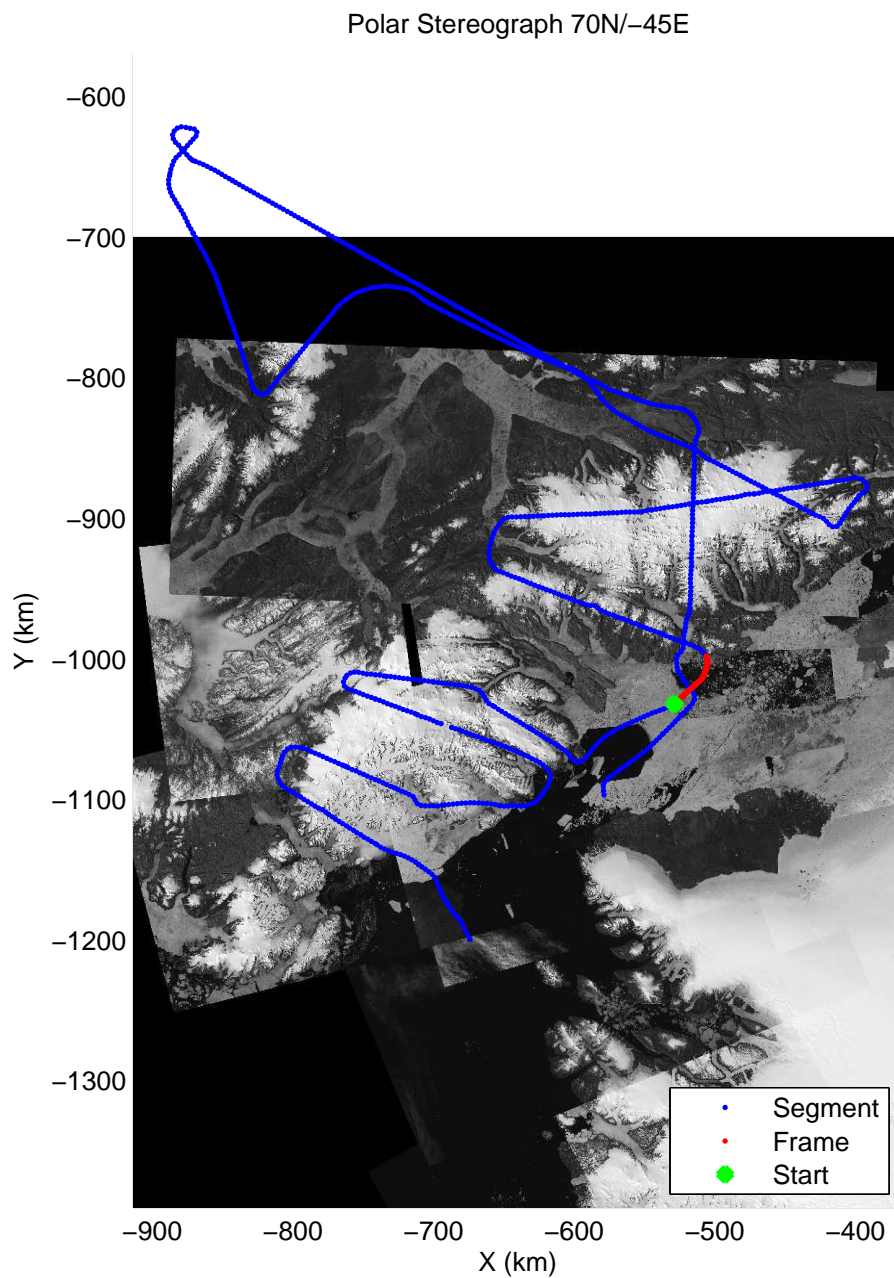 Polar Stereograph 70N/−45E
−600
−700
−800
−900
−1000
−1100
−1200
−1300
Y (km)
−900 −800 −700 −600 −500 −400
X (km)
Segment
Frame
Start